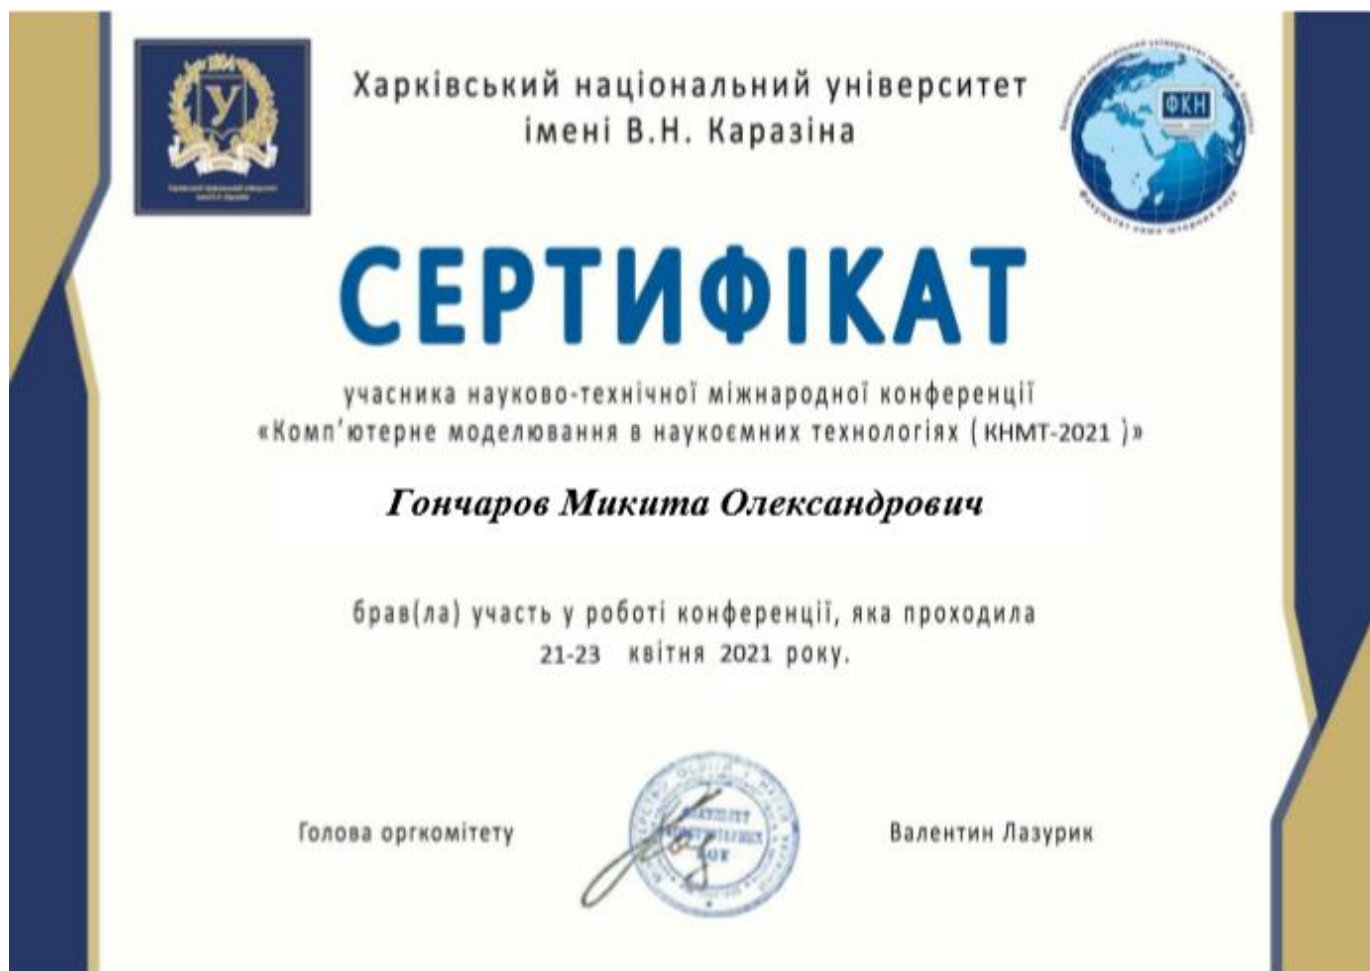 1804
У
Харківський національний університет
імені В.Н. Каразіна
ФКН
СЕРТИФІКАТ
учасника науково-технічної міжнародної конференції
«Комп’ютерне моделювання в наукоємних технологіях ( КНМТ-2021 )»
Гончаров Микита Олександрович
брав(ла) участь у роботі конференції, яка проходила
21-23 квітня 2021 року.
Голова оргкомітету
Валентин Лазурик